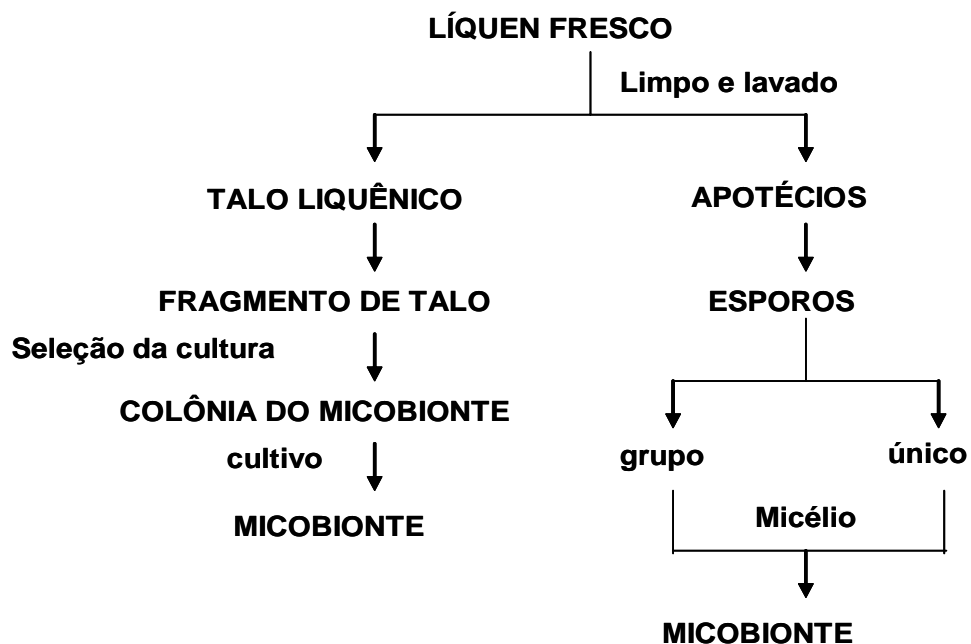 LÍQUEN FRESCO
Limpo e lavado
TALO LIQUÊNICO
APOTÉCIOS
FRAGMENTO DE TALO
ESPOROS
Seleção da cultura
COLÔNIA DO MICOBIONTE
cultivo
grupo
único
MICOBIONTE
Micélio
MICOBIONTE